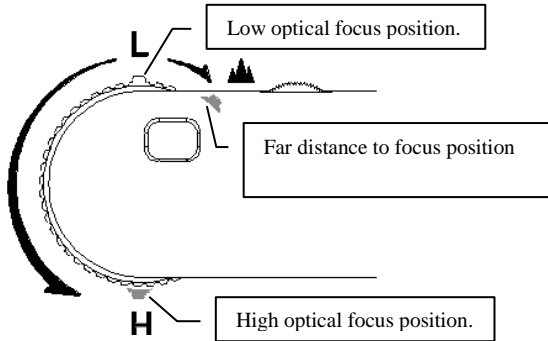 L
Low optical focus position.
Far distance to focus position
High optical focus position.
H